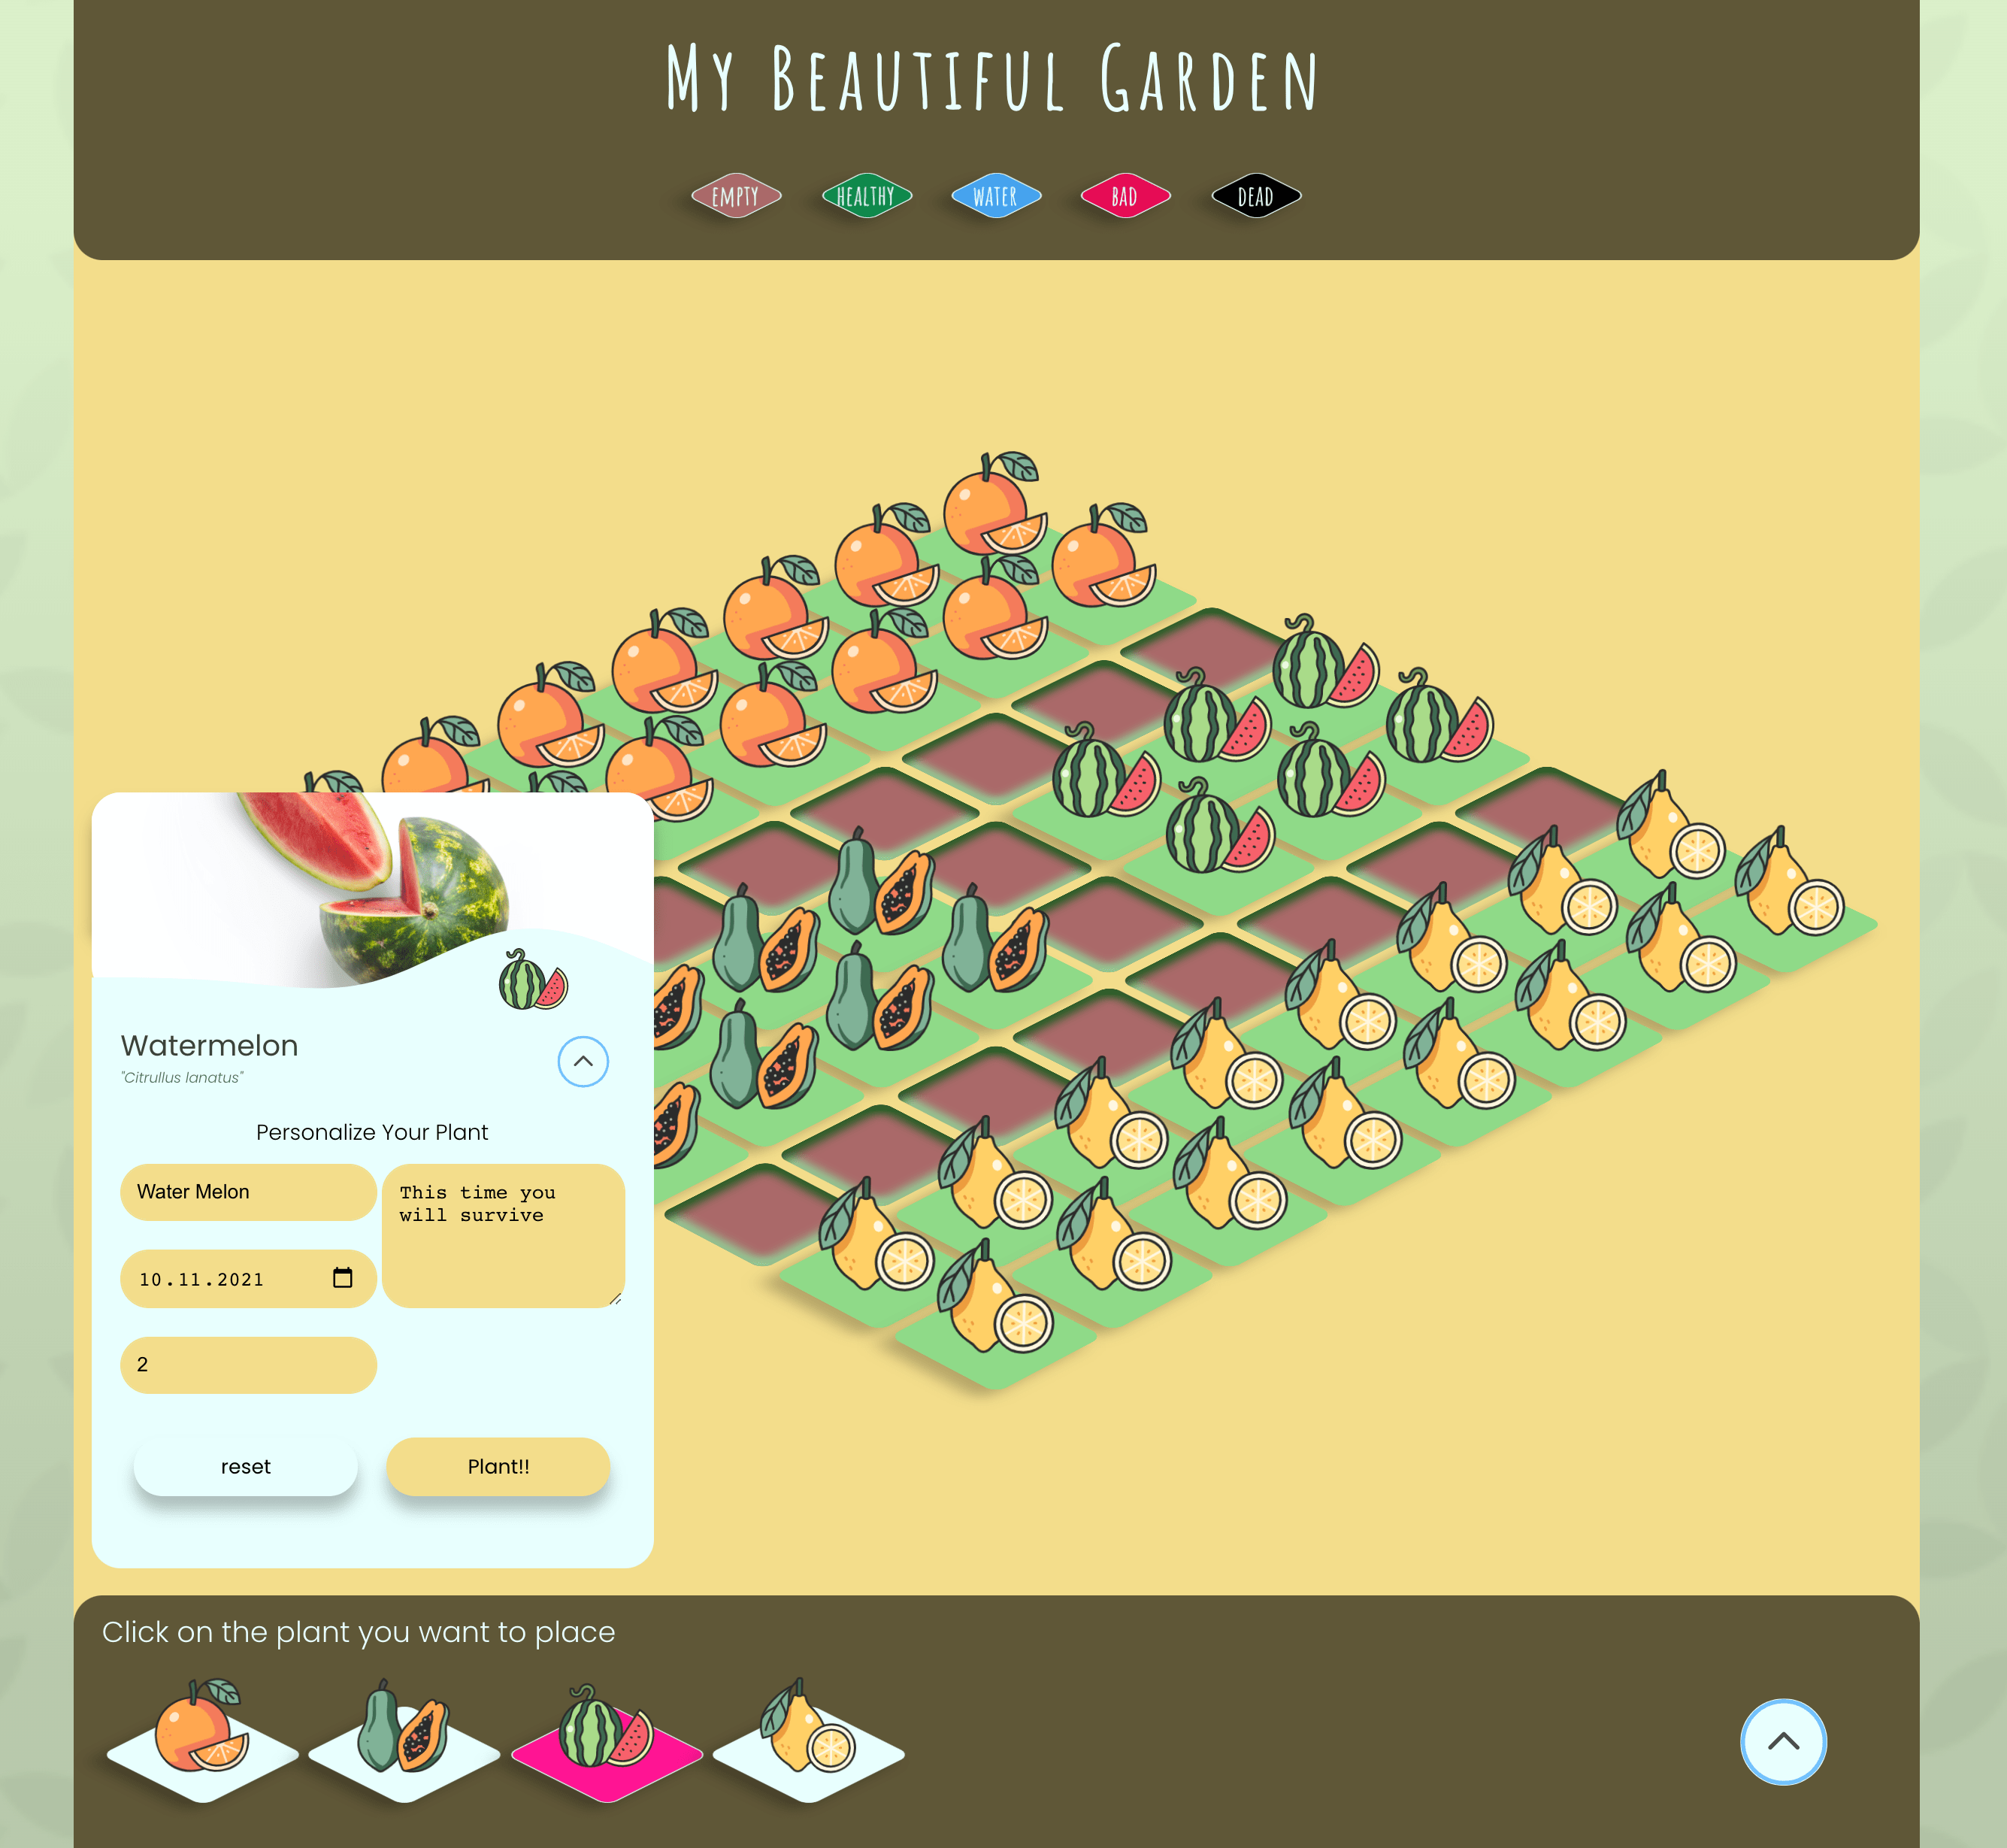 My Beautiful Garden
EMPTY
HEALTHY
WATER
BAD
DEAD
Watermelon
"Citrullus lanatus"
Personalize Your Plant
Water Melon
This time you
will survive
10.11.2021
2
reset
Plant!!
Click on the plant you want to place